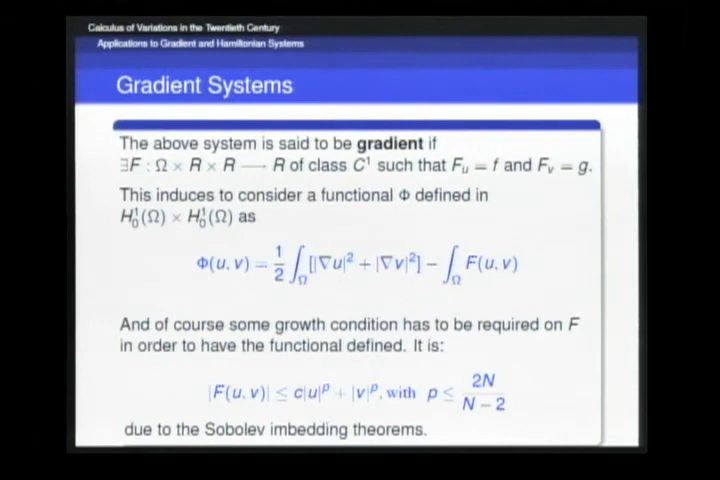 Calculus of Variations in the Twentieth Century
Applications to Gradient and Hamiltonian Systems
Gradient Systems
The above system is said to be gradient if
∃F : Ω × R × R — R of class C¹ such that F_u = f and F_v = g.
This induces to consider a functional Φ defined in
H₀¹(Ω) × H₀¹(Ω) as
Φ(u, v) = 1/2 ∫_Ω [|∇u|² + |∇v|²] − ∫_Ω F(u, v)
And of course some growth condition has to be required on F
in order to have the functional defined. It is:
|F(u, v)| ≤ c|u|^p + |v|^p, with p ≤ 2N/(N − 2)
due to the Sobolev imbedding theorems.